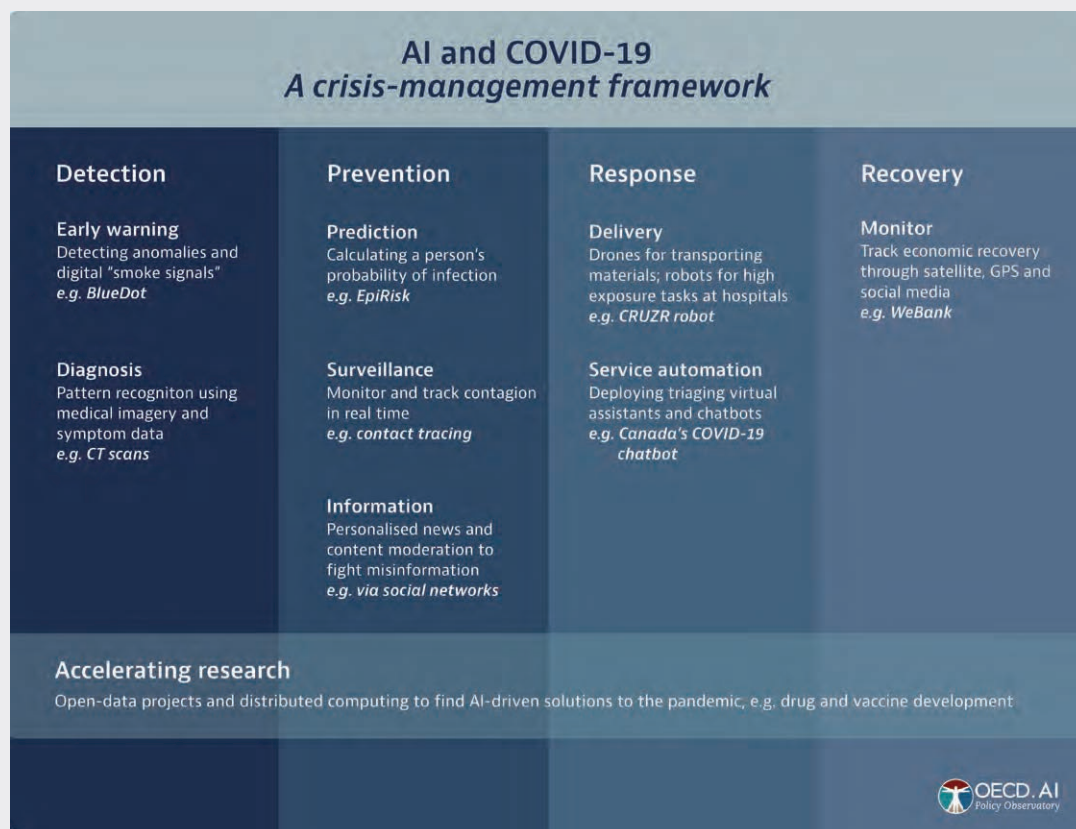 AI and COVID-19
A crisis-management framework
Detection
Early warning
Detecting anomalies and
digital "smoke signals"
e.g. BlueDot
Diagnosis
Pattern recogniton using
medical imagery and
symptom data
e.g. CT scans
Prevention
Prediction
Calculating a person's
probability of infection
e.g. EpiRisk
Surveillance
Monitor and track contagion
in real time
e.g. contact tracing
Information
Personalised news and
content moderation to
fight misinformation
e.g. via social networks
Response
Delivery
Drones for transporting
materials; robots for high
exposure tasks at hospitals
e.g. CRUZR robot
Service automation
Deploying triaging virtual
assistants and chatbots
e.g. Canada's COVID-19
chatbot
Recovery
Monitor
Track economic recovery
through satellite, GPS and
social media
e.g. WeBank
Accelerating research
Open-data projects and distributed computing to find AI-driven solutions to the pandemic, e.g. drug and vaccine development
OECD.AI
Policy Observatory